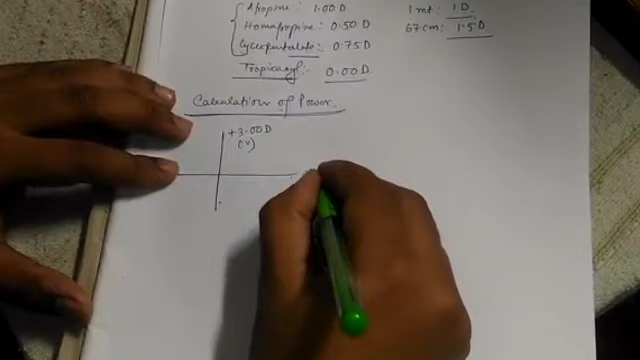 Atropine: 1.00 D
Homatropine: 0.50 D
Cyclopentolate: 0.75 D
Tropicacyl:- 0.00 D.
1 mt: 1 D.
67 cm: 1.5 D
Calculation of Power.
+3.00 D
(V)